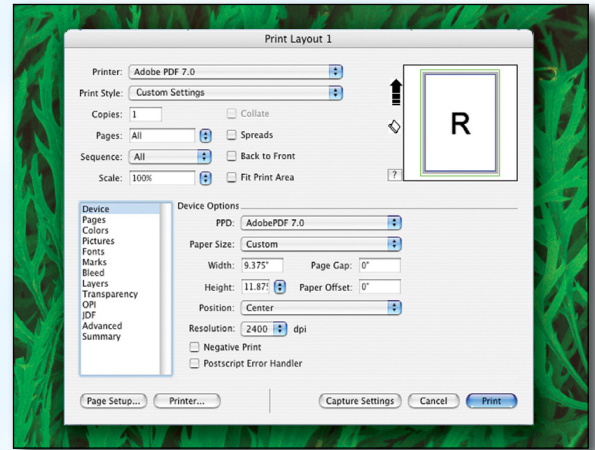 Print Layout 1
Printer: Adobe PDF 7.0
Print Style: Custom Settings
Copies: 1 Collate
Pages: All Spreads
Sequence: All Back to Front
Scale: 100% Fit Print Area
R
?
Device
Pages
Colors
Pictures
Fonts
Marks
Bleed
Layers
Transparency
OPI
JDF
Advanced
Summary
Device Options
PPD: AdobePDF 7.0
Paper Size: Custom
Width: 9.375" Page Gap: 0"
Height: 11.875 Paper Offset: 0"
Position: Center
Resolution: 2400 dpi
Negative Print
Postscript Error Handler
Page Setup... Printer... Capture Settings Cancel Print